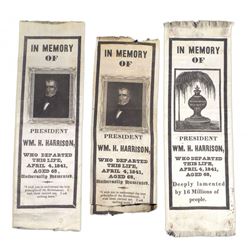 IN MEMORY
OF
PRESIDENT
WM. H. HARRISON,
WHO DEPARTED
THIS LIFE,
APRIL 4, 1841,
AGED 68,
Universally lamented.
IN MEMORY
OF
PRESIDENT
WM. H. HARRISON,
WHO DEPARTED
THIS LIFE,
APRIL 4, 1841,
AGED 68,
Universally lamented.
IN MEMORY
OF
PRESIDENT
WM. H. HARRISON,
WHO DEPARTED THIS LIFE,
APRIL 4, 1841,
AGED 68,
Deeply lamented
by 16 Millions of
people.